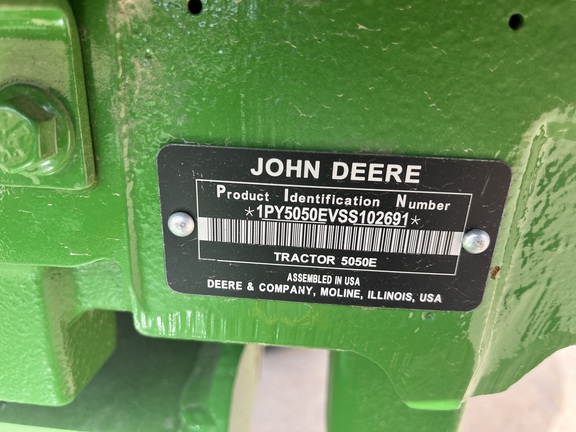 JOHN DEERE
Product Identification Number
*1PY5050EVSS102691*
TRACTOR 5050E
ASSEMBLED IN USA
DEERE & COMPANY, MOLINE, ILLINOIS, USA